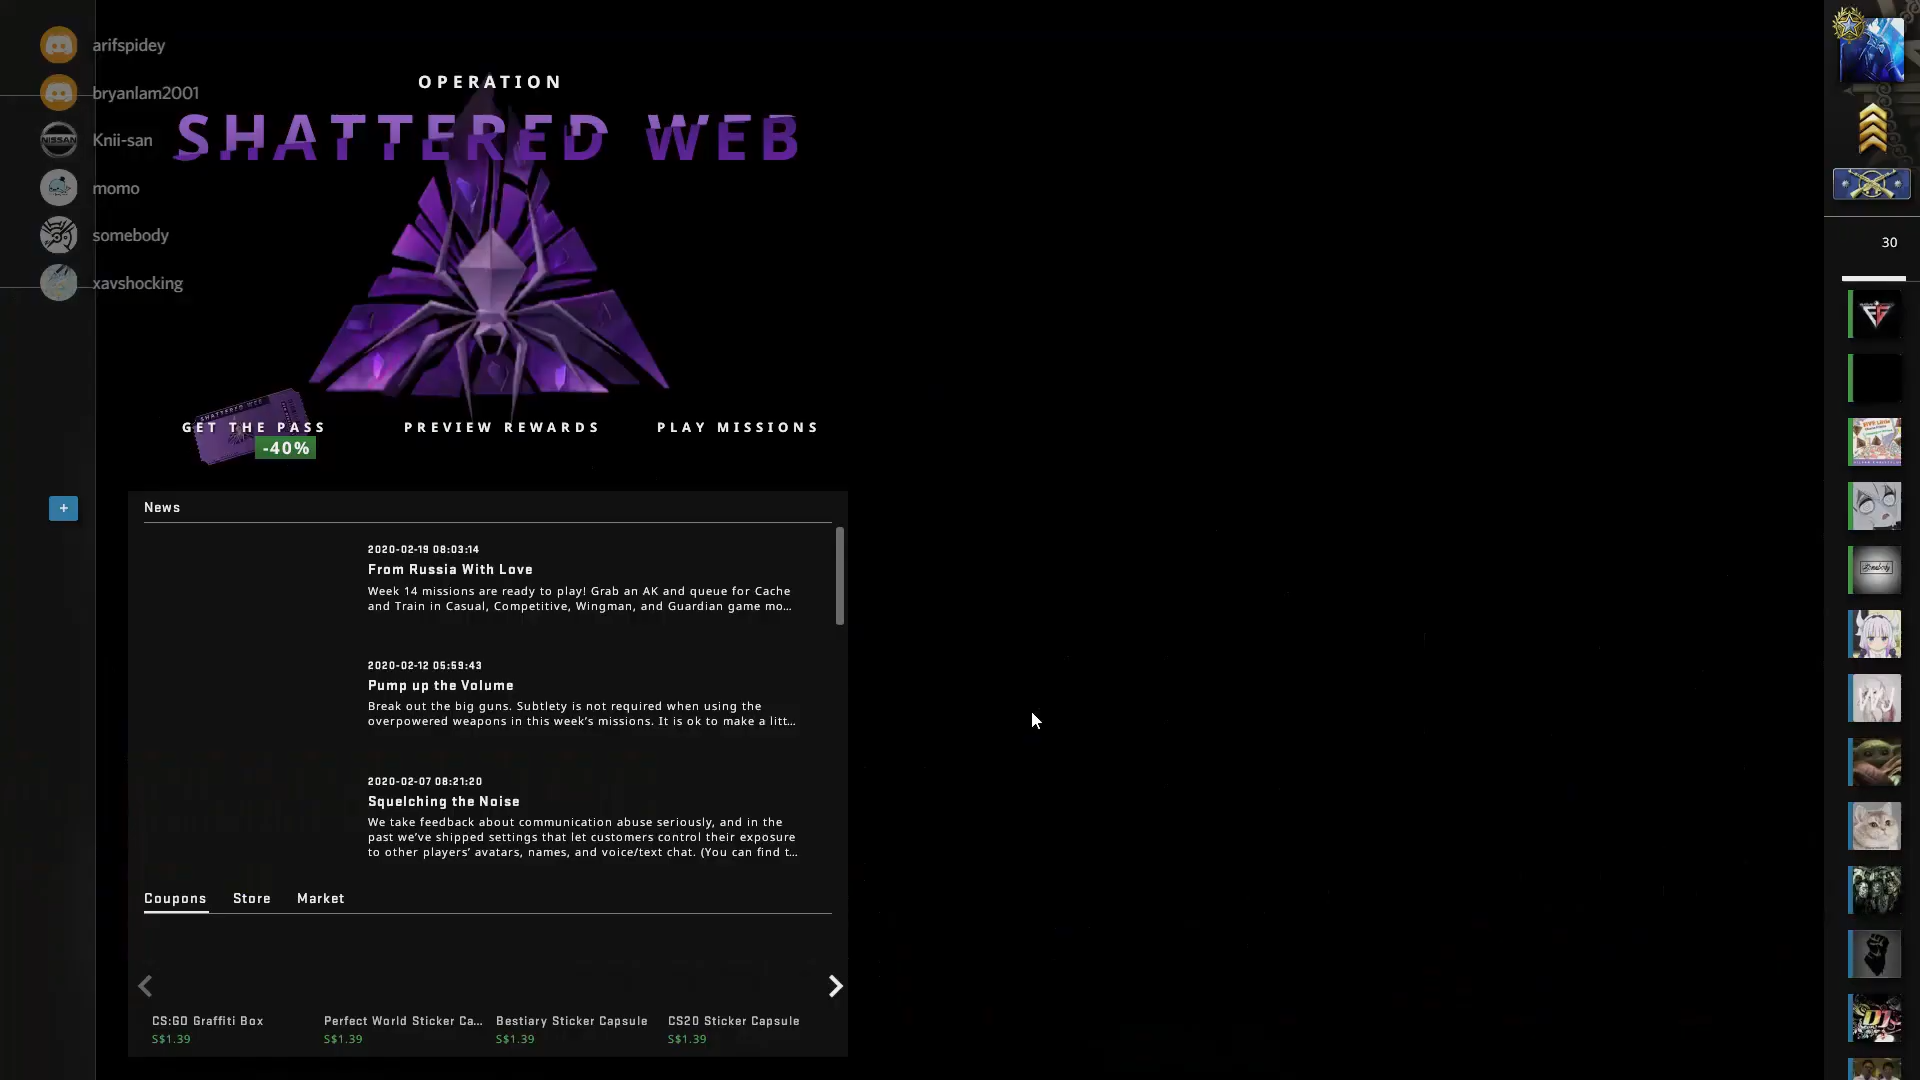 arifspidey
bryanlam2001
Knii-san
momo
somebody
xavshocking
OPERATION
SHATTERED WEB
GET THE PASS
-40%
PREVIEW REWARDS
PLAY MISSIONS
30
News
2020-02-19 08:03:14
From Russia With Love
Week 14 missions are ready to play! Grab an AK and queue for Cache
and Train in Casual, Competitive, Wingman, and Guardian game mo...
2020-02-12 05:59:43
Pump up the Volume
Break out the big guns. Subtlety is not required when using the
overpowered weapons in this week’s missions. It is ok to make a litt...
2020-02-07 08:21:20
Squelching the Noise
We take feedback about communication abuse seriously, and in the
past we’ve shipped settings that let customers control their exposure
to other players’ avatars, names, and voice/text chat. (You can find t...
Coupons Store Market
CS:GO Graffiti Box
S$1.39
Perfect World Sticker Ca...
S$1.39
Bestiary Sticker Capsule
S$1.39
CS20 Sticker Capsule
S$1.39